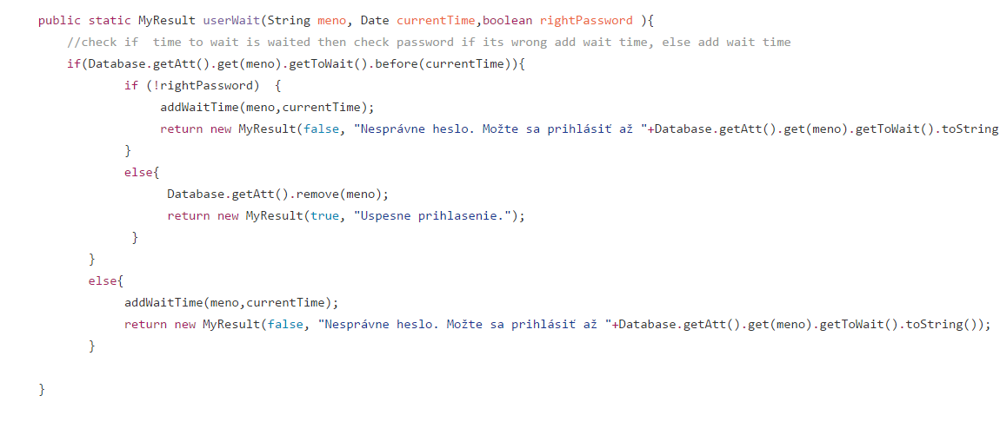 public static MyResult userWait(String meno, Date currentTime,boolean rightPassword ){
//check if  time to wait is waited then check password if its wrong add wait time, else add wait time
if(Database.getAtt().get(meno).getToWait().before(currentTime)){
if (!rightPassword)  {
addWaitTime(meno,currentTime);
return new MyResult(false, "Nesprávne heslo. Možte sa prihlásiť až "+Database.getAtt().get(meno).getToWait().toString
}
else{
Database.getAtt().remove(meno);
return new MyResult(true, "Uspesne prihlasenie.");
}
}
else{
addWaitTime(meno,currentTime);
return new MyResult(false, "Nesprávne heslo. Možte sa prihlásiť až "+Database.getAtt().get(meno).getToWait().toString());
}
}